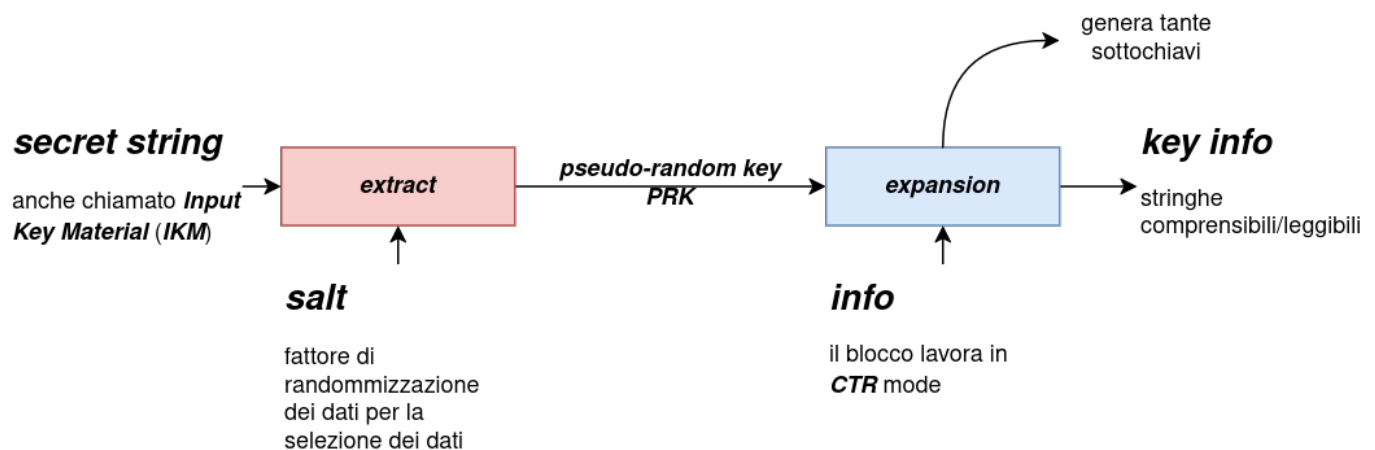 genera tante
sottochiavi
secret string
anche chiamato Input
Key Material (IKM)
extract
pseudo-random key
PRK
expansion
key info
stringhe
comprensibili/leggibili
salt
fattore di
randommizzazione
dei dati per la
selezione dei dati
info
il blocco lavora in
CTR mode